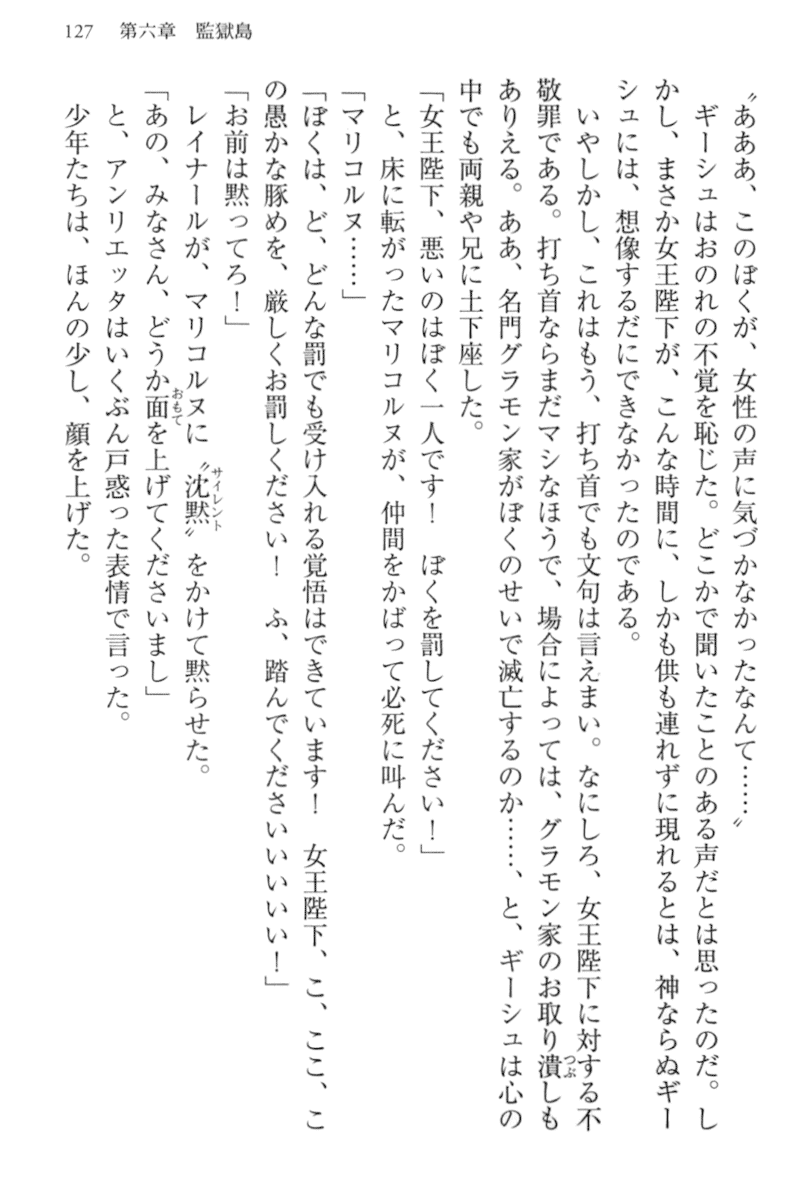 127　第六章　監獄島
〝あああ、このぼくが、女性の声に気づかなかったなんて……〟
　ギーシュはおのれの不覚を恥じた。どこかで聞いたことのある声だとは思ったのだ。し
かし、まさか女王陛下が、こんな時間に、しかも供も連れずに現れるとは、神ならぬギー
シュには、想像するだにできなかったのである。
　いやしかし、これはもう、打ち首でも文句は言えまい。なにしろ、女王陛下に対する不
敬罪である。打ち首ならまだマシなほうで、場合によっては、グラモン家のお取り潰しも
ありえる。ああ、名門グラモン家がぼくのせいで滅亡するのか……、と、ギーシュは心の
中でも両親や兄に土下座した。
「女王陛下、悪いのはぼく一人です！　ぼくを罰してください！」
　と、床に転がったマリコルヌが、仲間をかばって必死に叫んだ。
「マリコルヌ……」
「ぼくは、ど、どんな罰でも受け入れる覚悟はできています！　女王陛下、こ、ここ、こ
の愚かな豚めを、厳しくお罰しください！　ふ、踏んでくださいいいいい！」
「お前は黙ってろ！」
　レイナールが、マリコルヌに〝沈黙〟をかけて黙らせた。
「あの、みなさん、どうか面を上げてくださいまし」
　と、アンリエッタはいくぶん戸惑った表情で言った。
　少年たちは、ほんの少し、顔を上げた。